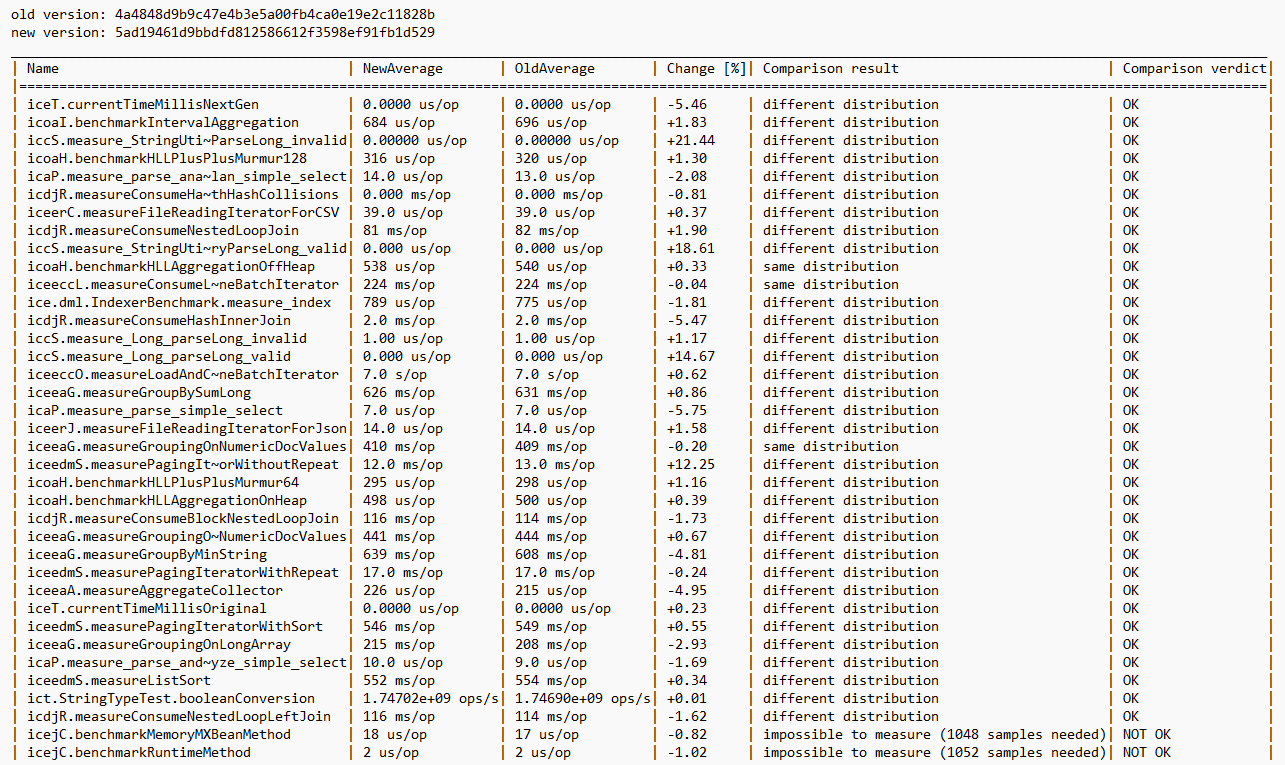 old version: 4a4848d9b9c47e4b3e5a00fb4ca0e19e2c11828b
new version: 5ad19461d9bbdfd812586612f3598ef91fb1d529
| Name | NewAverage | OldAverage | Change [%]| Comparison result | Comparison verdict|
|=====================================================================================|
| iceT.currentTimeMillisNextGen | 0.0000 us/op | 0.0000 us/op | -5.46 | different distribution | OK |
| icoaI.benchmarkIntervalAggregation | 684 us/op | 696 us/op | +1.83 | different distribution | OK |
| iccS.measure_StringUti~ParseLong_invalid| 0.00000 us/op | 0.00000 us/op | +21.44 | different distribution | OK |
| icoaH.benchmarkHLLPlusPlusMurmur128 | 316 us/op | 320 us/op | +1.30 | different distribution | OK |
| icaP.measure_parse_ana~lan_simple_select| 14.0 us/op | 13.0 us/op | -2.08 | different distribution | OK |
| icdjR.measureConsumeHa~thHashCollisions | 0.000 ms/op | 0.000 ms/op | -0.81 | different distribution | OK |
| iceerC.measureFileReadingIteratorForCSV | 39.0 us/op | 39.0 us/op | +0.37 | different distribution | OK |
| icdjR.measureConsumeNestedLoopJoin | 81 ms/op | 82 ms/op | +1.90 | different distribution | OK |
| iccS.measure_StringUti~ryParseLong_valid| 0.000 us/op | 0.000 us/op | +18.61 | different distribution | OK |
| icoaH.benchmarkHLLAggregationOffHeap | 538 us/op | 540 us/op | +0.33 | same distribution | OK |
| iceeccL.measureConsumeL~neBatchIterator | 224 ms/op | 224 ms/op | -0.04 | same distribution | OK |
| ice.dml.IndexerBenchmark.measure_index | 789 us/op | 775 us/op | -1.81 | different distribution | OK |
| icdjR.measureConsumeHashInnerJoin | 2.0 ms/op | 2.0 ms/op | -5.47 | different distribution | OK |
| iccS.measure_Long_parseLong_invalid | 1.00 us/op | 1.00 us/op | +1.17 | different distribution | OK |
| iccS.measure_Long_parseLong_valid | 0.000 us/op | 0.000 us/op | +14.67 | different distribution | OK |
| iceeccO.measureLoadAndC~neBatchIterator | 7.0 s/op | 7.0 s/op | +0.62 | different distribution | OK |
| iceeaG.measureGroupBySumLong | 626 ms/op | 631 ms/op | +0.86 | different distribution | OK |
| icaP.measure_parse_simple_select | 7.0 us/op | 7.0 us/op | -5.75 | different distribution | OK |
| iceerJ.measureFileReadingIteratorForJson| 14.0 us/op | 14.0 us/op | +1.58 | different distribution | OK |
| iceeaG.measureGroupingOnNumericDocValues| 410 ms/op | 409 ms/op | -0.20 | same distribution | OK |
| iceedmS.measurePagingIt~orWithoutRepeat | 12.0 ms/op | 13.0 ms/op | +12.25 | different distribution | OK |
| icoaH.benchmarkHLLPlusPlusMurmur64 | 295 us/op | 298 us/op | +1.16 | different distribution | OK |
| icoaH.benchmarkHLLAggregationOnHeap | 498 us/op | 500 us/op | +0.39 | different distribution | OK |
| icdjR.measureConsumeBlockNestedLoopJoin | 116 ms/op | 114 ms/op | -1.73 | different distribution | OK |
| iceeaG.measureGroupingO~NumericDocValues| 441 ms/op | 444 ms/op | +0.67 | different distribution | OK |
| iceeaG.measureGroupByMinString | 639 ms/op | 608 ms/op | -4.81 | different distribution | OK |
| iceedmS.measurePagingIteratorWithRepeat | 17.0 ms/op | 17.0 ms/op | -0.24 | different distribution | OK |
| iceeaA.measureAggregateCollector | 226 us/op | 215 us/op | -4.95 | different distribution | OK |
| iceT.currentTimeMillisOriginal | 0.0000 us/op | 0.0000 us/op | +0.23 | different distribution | OK |
| iceedmS.measurePagingIteratorWithSort | 546 ms/op | 549 ms/op | +0.55 | different distribution | OK |
| iceeaG.measureGroupingOnLongArray | 215 ms/op | 208 ms/op | -2.93 | different distribution | OK |
| icaP.measure_parse_and~yze_simple_select| 10.0 us/op | 9.0 us/op | -1.69 | different distribution | OK |
| iceedmS.measureListSort | 552 ms/op | 554 ms/op | +0.34 | different distribution | OK |
| ict.StringTypeTest.booleanConversion | 1.74702e+09 ops/s| 1.74690e+09 ops/s| +0.01 | different distribution | OK |
| icdjR.measureConsumeNestedLoopLeftJoin | 116 ms/op | 114 ms/op | -1.62 | different distribution | OK |
| icejC.benchmarkMemoryMXBeanMethod | 18 us/op | 17 us/op | -0.82 | impossible to measure (1048 samples needed)| NOT OK |
| icejC.benchmarkRuntimeMethod | 2 us/op | 2 us/op | -1.02 | impossible to measure (1052 samples needed)| NOT OK |